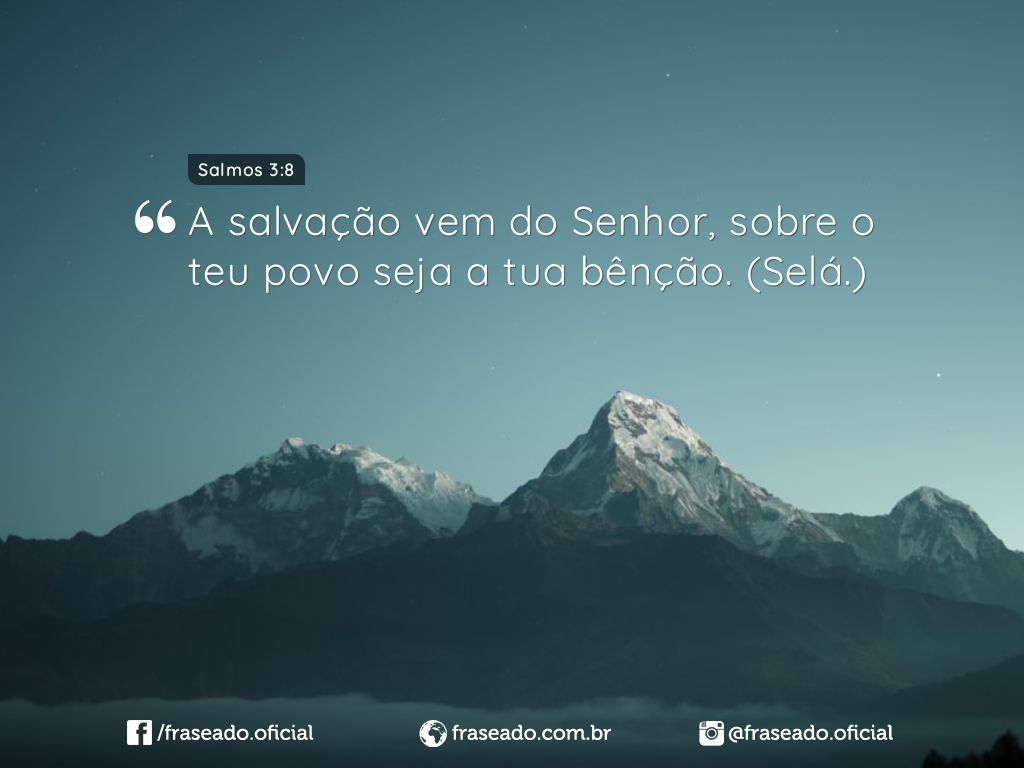 Salmos 3:8
“ A salvação vem do Senhor, sobre o
teu povo seja a tua bênção. (Selá.)
/fraseado.oficial fraseado.com.br @fraseado.oficial